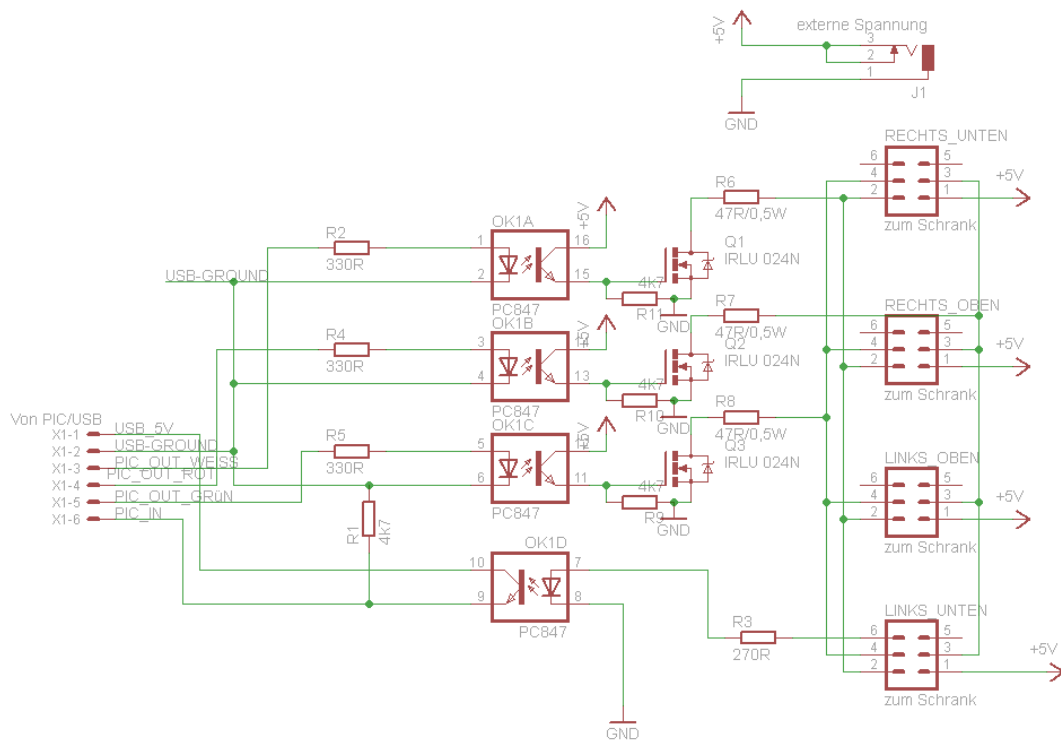 externe Spannung
+5V
3
2
1
J1
GND
RECHTS_UNTEN
6 5
4 3
2 1
+5V
zum Schrank
R6
47R/0,5W
OK1A
+5V
1 16
2 15
PC847
R2
330R
USB-GROUND
Q1
IRLU 024N
4k7
R11
GND
R7
47R/0,5W
RECHTS_OBEN
6 5
4 3
2 1
+5V
zum Schrank
OK1B
+5V
3 14
4 13
PC847
R4
330R
Q2
IRLU 024N
4k7
R10
GND
R8
47R/0,5W
OK1C
+5V
5 12
6 11
PC847
R5
330R
Q3
IRLU 024N
4k7
R9
GND
LINKS_OBEN
6 5
4 3
2 1
+5V
zum Schrank
Von PIC/USB
X1-1 USB_5V
X1-2 USB-GROUND
X1-3 PIC_OUT_WEISS
X1-4 PIC_OUT_ROT
X1-5 PIC_OUT_GRüN
X1-6 PIC_IN
R1
4k7
OK1D
10 7
9 8
PC847
R3
270R
LINKS_UNTEN
6 5
4 3
2 1
+5V
zum Schrank
GND